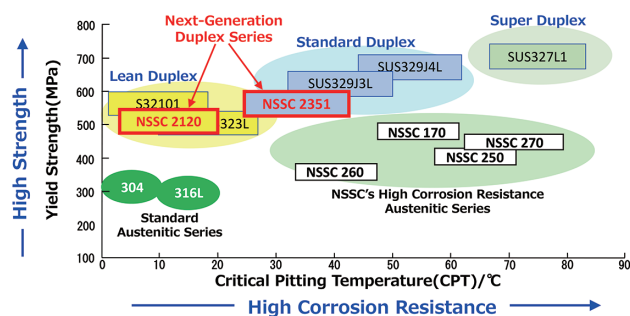 Next-Generation
Duplex Series
Super Duplex
Standard Duplex
Lean Duplex
SUS327L1
SUS329J4L
SUS329J3L
S32101
NSSC 2120
323L
NSSC 2351
NSSC 170
NSSC 270
NSSC 250
NSSC 260
304
316L
Standard
Austenitic Series
NSSC's High Corrosion Resistance
Austenitic Series
High Strength
Yield Strength(MPa)
800
700
600
500
400
300
200
100
0
10
20
30
40
50
60
70
80
90
Critical Pitting Temperature(CPT)/℃
High Corrosion Resistance